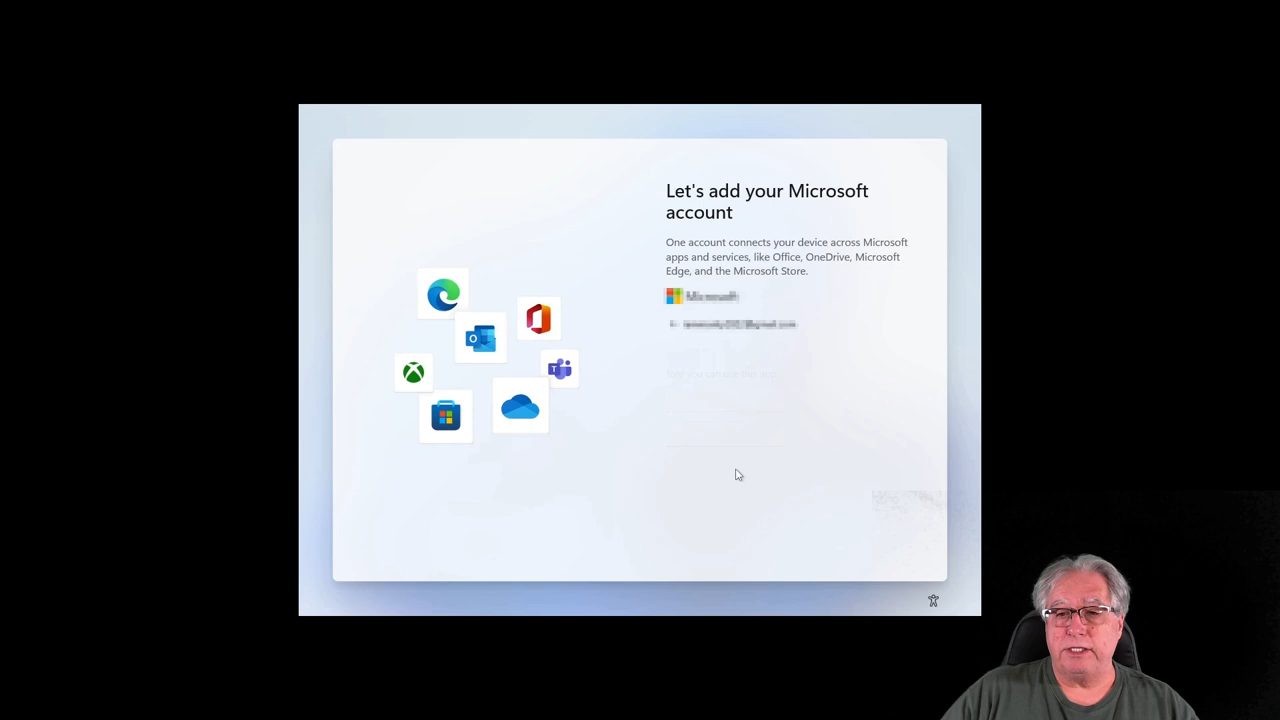 Let's add your Microsoft
account
One account connects your device across Microsoft
apps and services, like Office, OneDrive, Microsoft
Edge, and the Microsoft Store.
Microsoft